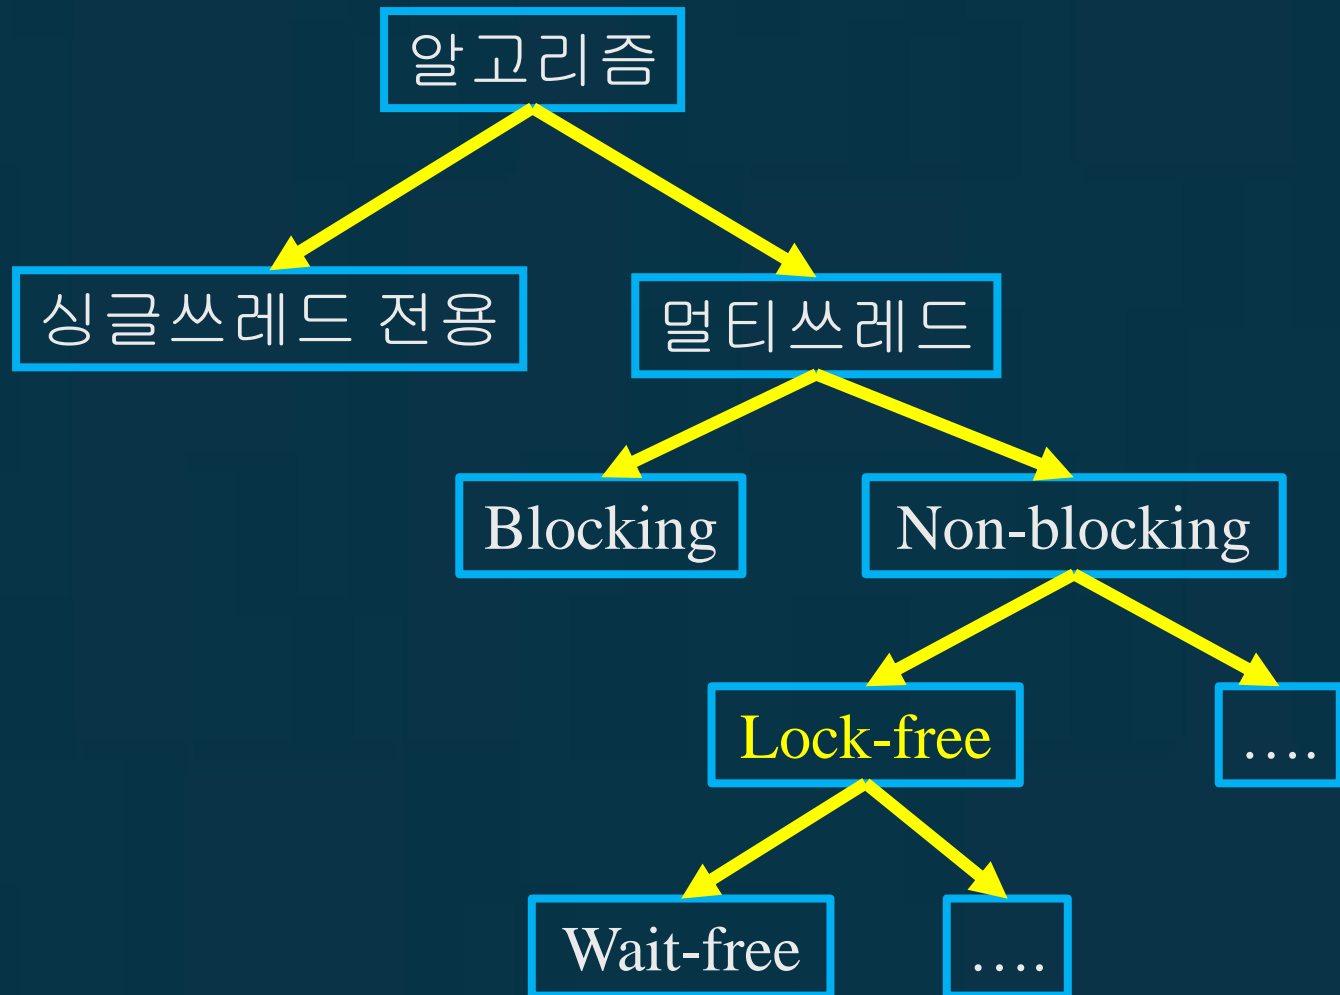 알고리즘
싱글쓰레드 전용
멀티쓰레드
Blocking
Non-blocking
Lock-free
….
Wait-free
….